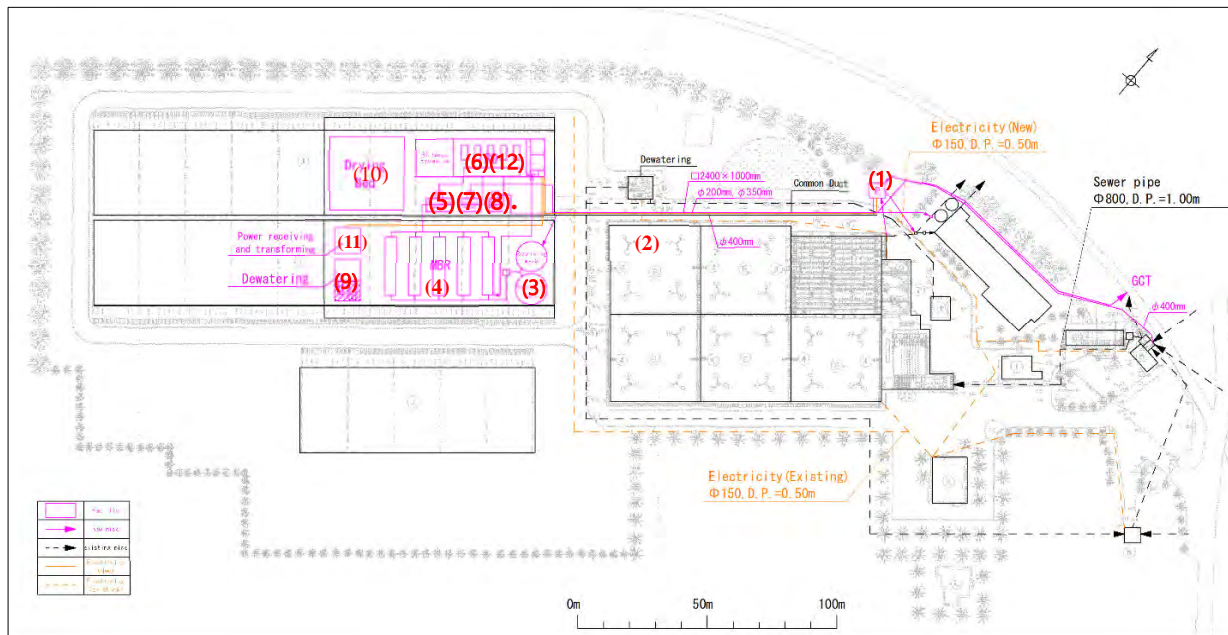 Electricity(New)
Φ150, D. P. =0.50m
Dewatering
□2400×1000mm
φ200mm, φ350mm
Common Duct
(1)
Sewer pipe
Φ800, D. P. =1.00m
(6)(12)
Drying
Bed
(10)
(5)(7)(8).
φ400mm
(2)
Power receiving
and transforming
(11)
MBR
(4)
Dewatering
(9)
(3)
GCT
φ400mm
Electricity(Existing)
Φ150, D. P. =0.50m
existing pipe
0m
50m
100m